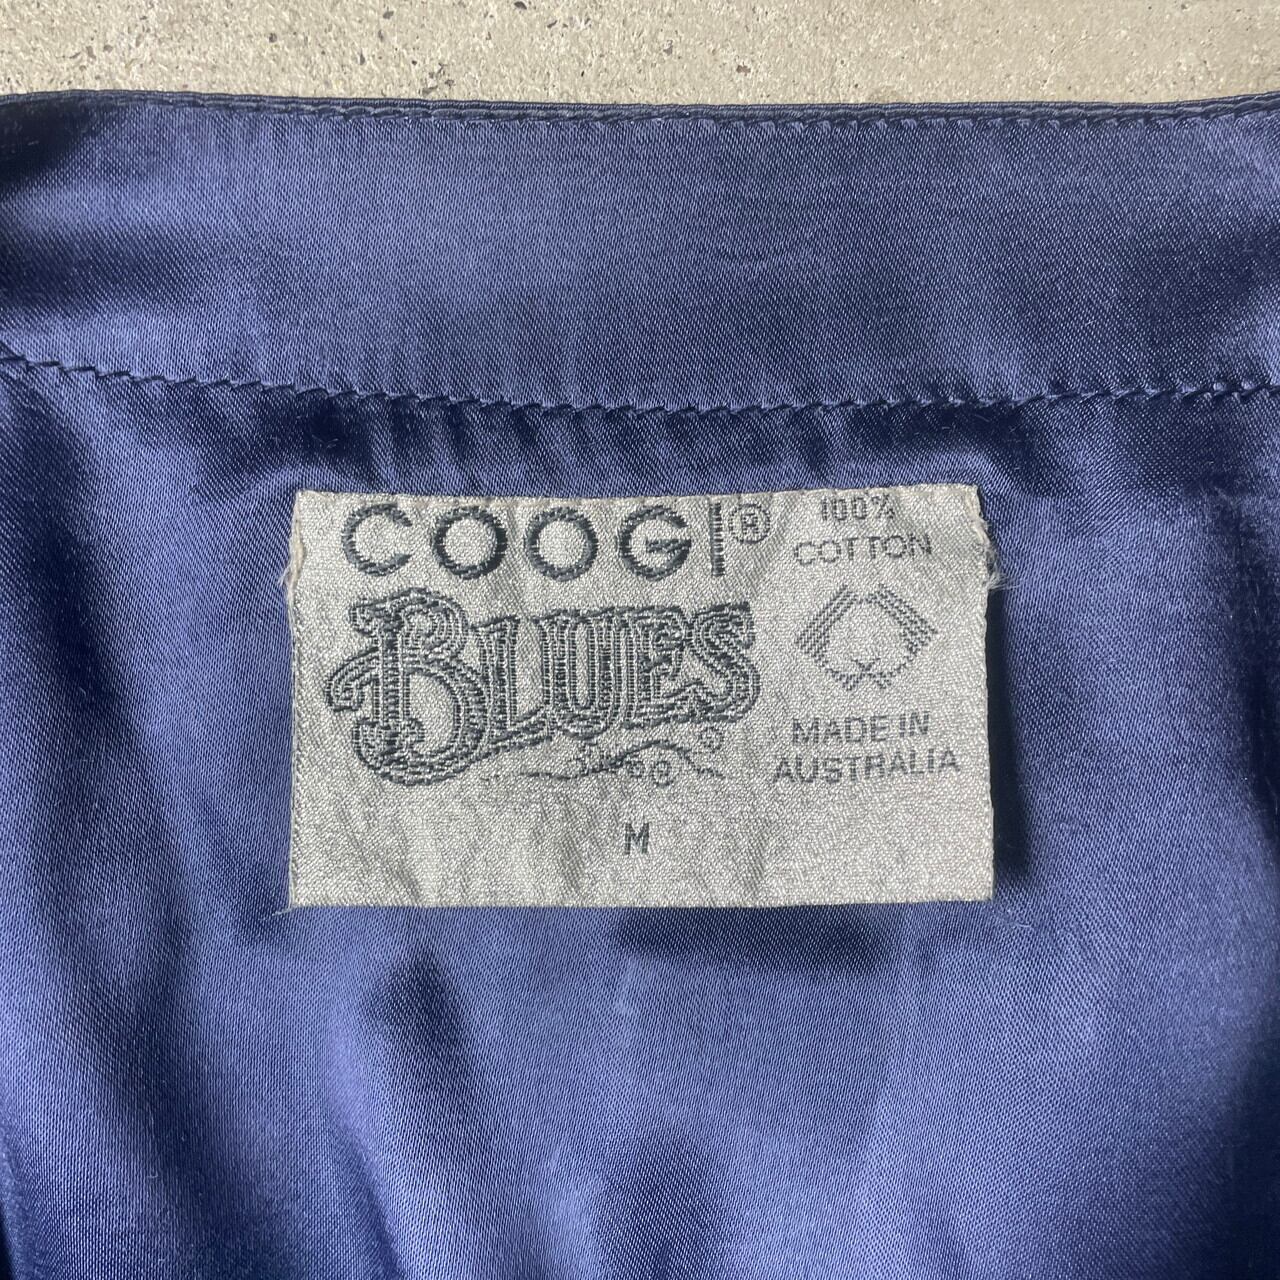 COOGI®
BLUES
®
M
100%
COTTON
MADE IN
AUSTRALIA